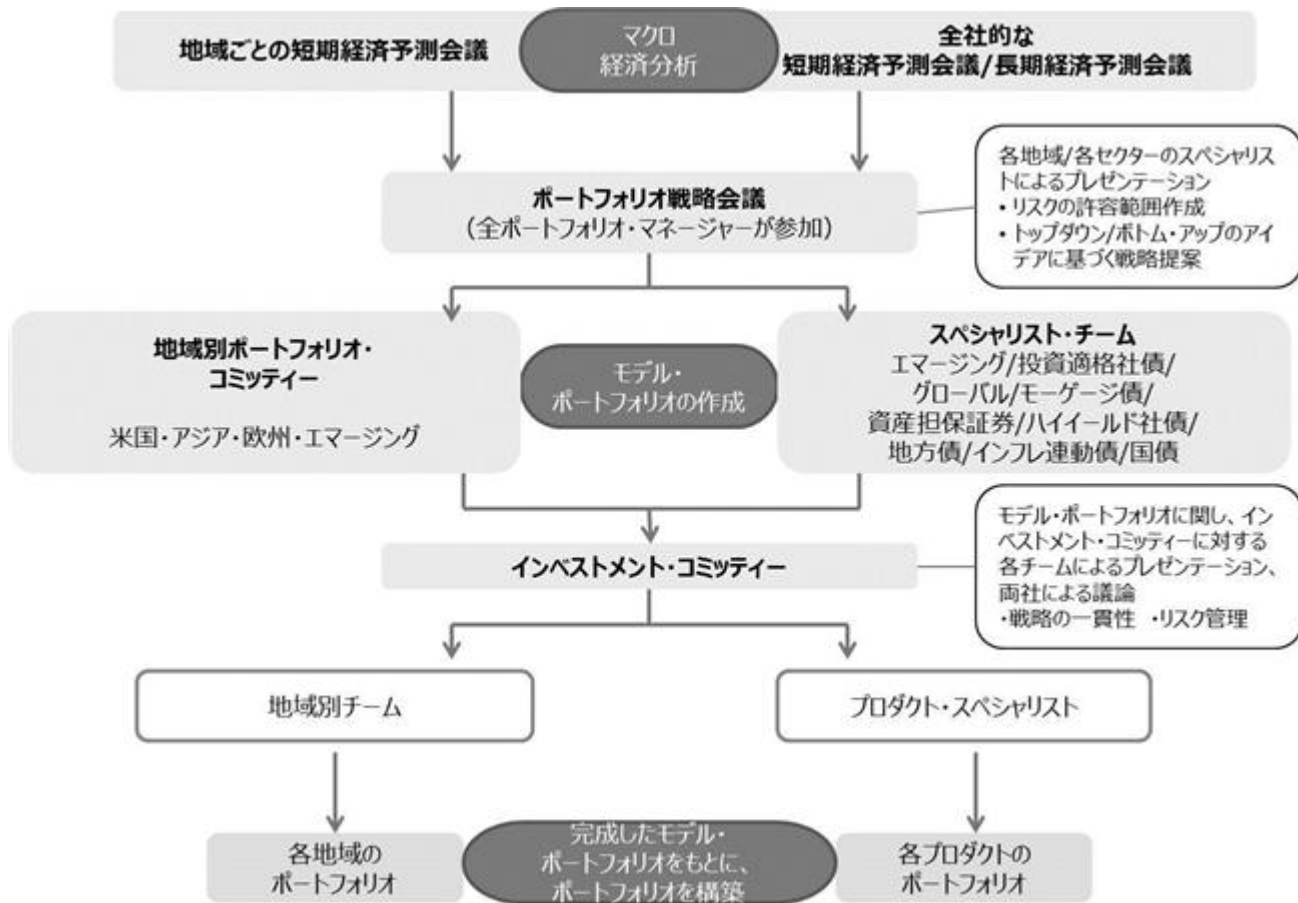 地域ごとの短期経済予測会議
マクロ
経済分析
全社的な
短期経済予測会議/長期経済予測会議
各地域/各セクターのスペシャリス
トによるプレゼンテーション
• リスクの許容範囲作成
• トップダウン/ボトム・アップのアイ
デアに基づく戦略提案
ポートフォリオ戦略会議
（全ポートフォリオ・マネージャーが参加）
地域別ポートフォリオ・
コミッティー
米国・アジア・欧州・エマージング
モデル・
ポートフォリオの作成
スペシャリスト・チーム
エマージング/投資適格社債/
グローバル/モーゲージ債/
資産担保証券/ハイイールド社債/
地方債/インフレ連動債/国債
インベストメント・コミッティー
モデル・ポートフォリオに関し、イン
ベストメント・コミッティーに対する
各チームによるプレゼンテーション、
両社による議論
・戦略の一貫性 ・リスク管理
地域別チーム
プロダクト・スペシャリスト
各地域の
ポートフォリオ
完成したモデル・
ポートフォリオをもとに、
ポートフォリオを構築
各プロダクトの
ポートフォリオ